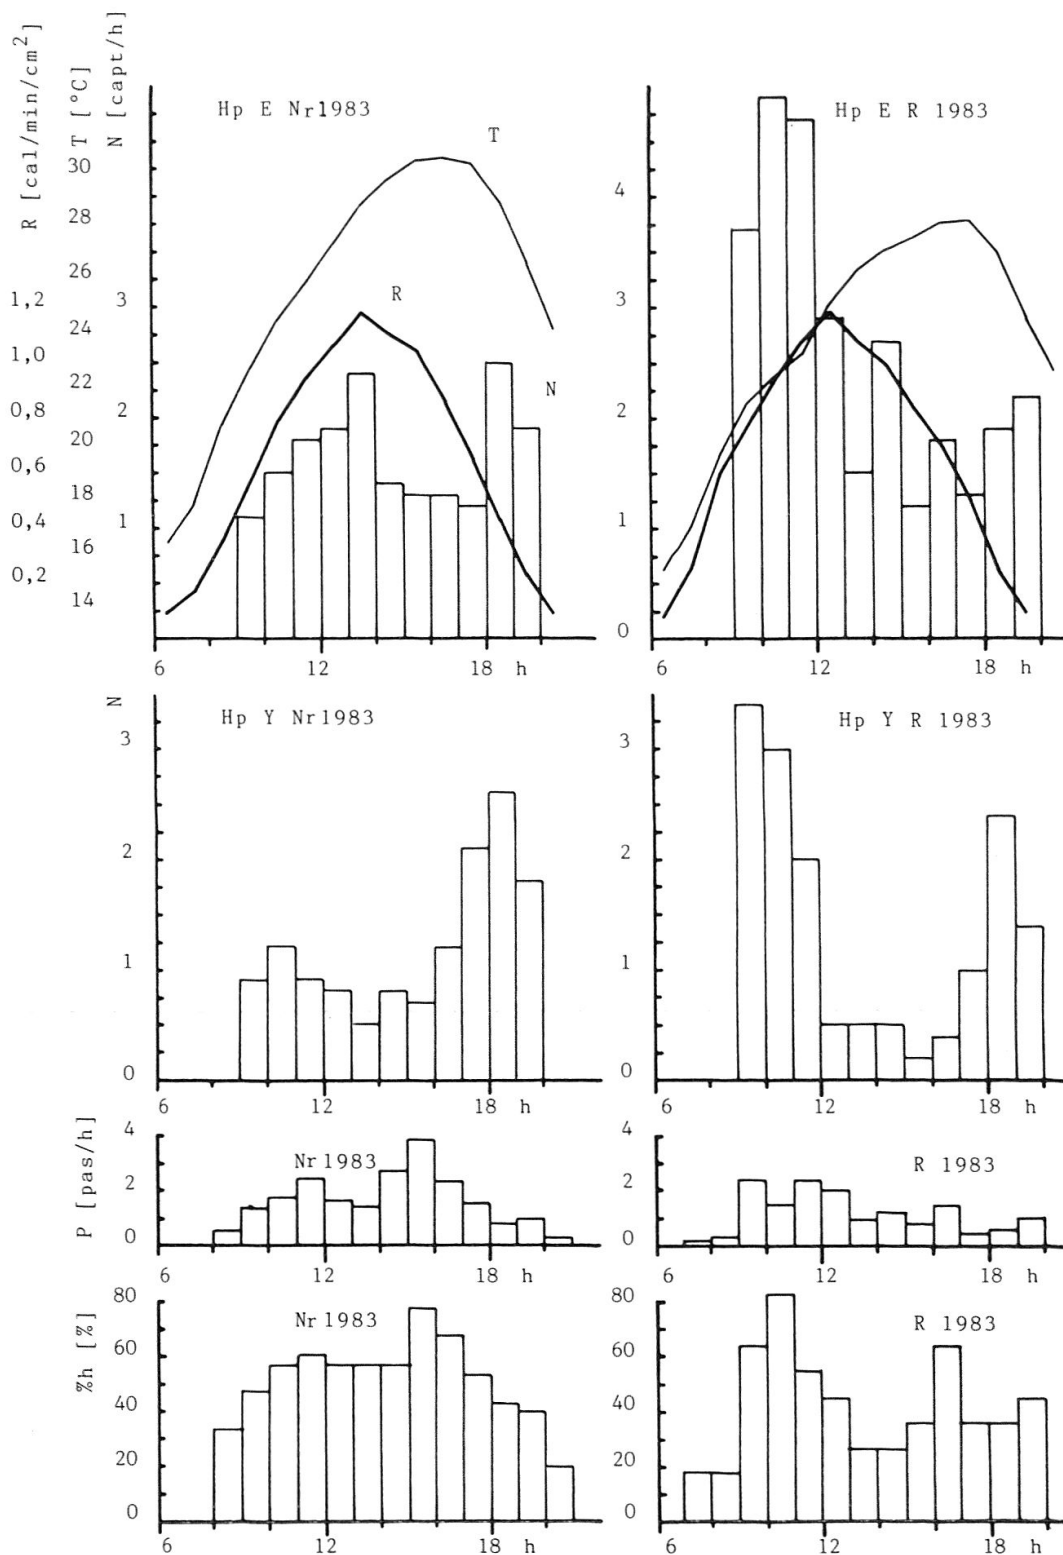 R [cal/min/cm²]
T [°C]
N [capt/h]
Hp E Nr1983
Hp E R 1983
T
30
28
26
1,2
24
3
1,0
22
0,8
20
2
0,6
18
0,4
1
16
0,2
14
R
N
4
3
2
1
0
6
12
18
h
6
12
18
h
N
Hp Y Nr1983
Hp Y R 1983
3
2
1
0
3
2
1
0
6
12
18
h
6
12
18
h
P [pas/h]
4
2
0
Nr1983
4
2
0
R 1983
6
12
18
h
6
12
18
h
%h [%]
80
60
40
20
0
Nr1983
80
60
40
20
0
R 1983
6
12
18
h
6
12
18
h